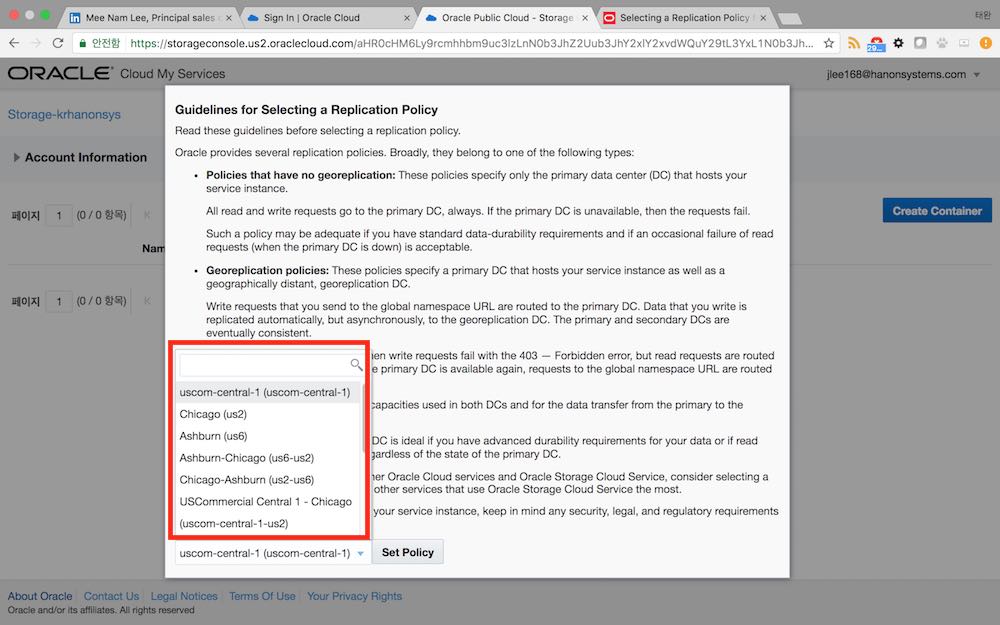 Mee Nam Lee, Principal sales c
Sign In | Oracle Cloud
Oracle Public Cloud - Storage
Selecting a Replication Policy
태완
안전함
https://storageconsole.us2.oraclecloud.com/aHR0cHM6Ly9rcmhhbm9uc3lzLnN0b3JhZ2Uub3JhY2xlY2xvdWQuY29tL3YxL1N0b3Jh...
29...
ORACLE Cloud My Services
jlee168@hanonsystems.com
Storage-krhanonsys
Account Information
페이지 1 (0 / 0 항목)
Create Container
Nam
페이지 1 (0 / 0 항목)
Guidelines for Selecting a Replication Policy
Read these guidelines before selecting a replication policy.
Oracle provides several replication policies. Broadly, they belong to one of the following types:
• Policies that have no georeplication: These policies specify only the primary data center (DC) that hosts your
service instance.
All read and write requests go to the primary DC, always. If the primary DC is unavailable, then the requests fail.
Such a policy may be adequate if you have standard data-durability requirements and if an occasional failure of read
requests (when the primary DC is down) is acceptable.
• Georeplication policies: These policies specify a primary DC that hosts your service instance as well as a
geographically distant, georeplication DC.
Write requests that you send to the global namespace URL are routed to the primary DC. Data that you write is
replicated automatically, but asynchronously, to the georeplication DC. The primary and secondary DCs are
eventually consistent.
en write requests fail with the 403 — Forbidden error, but read requests are routed
e primary DC is available again, requests to the global namespace URL are routed
capacities used in both DCs and for the data transfer from the primary to the
DC is ideal if you have advanced durability requirements for your data or if read
gardless of the state of the primary DC.
her Oracle Cloud services and Oracle Storage Cloud Service, consider selecting a
other services that use Oracle Storage Cloud Service the most.
your service instance, keep in mind any security, legal, and regulatory requirements
uscom-central-1 (uscom-central-1)
Chicago (us2)
Ashburn (us6)
Ashburn-Chicago (us6-us2)
Chicago-Ashburn (us2-us6)
USCommercial Central 1 - Chicago
(uscom-central-1-us2)
uscom-central-1 (uscom-central-1)
Set Policy
About Oracle
Contact Us
Legal Notices
Terms Of Use
Your Privacy Rights
Oracle and/or its affiliates. All rights reserved